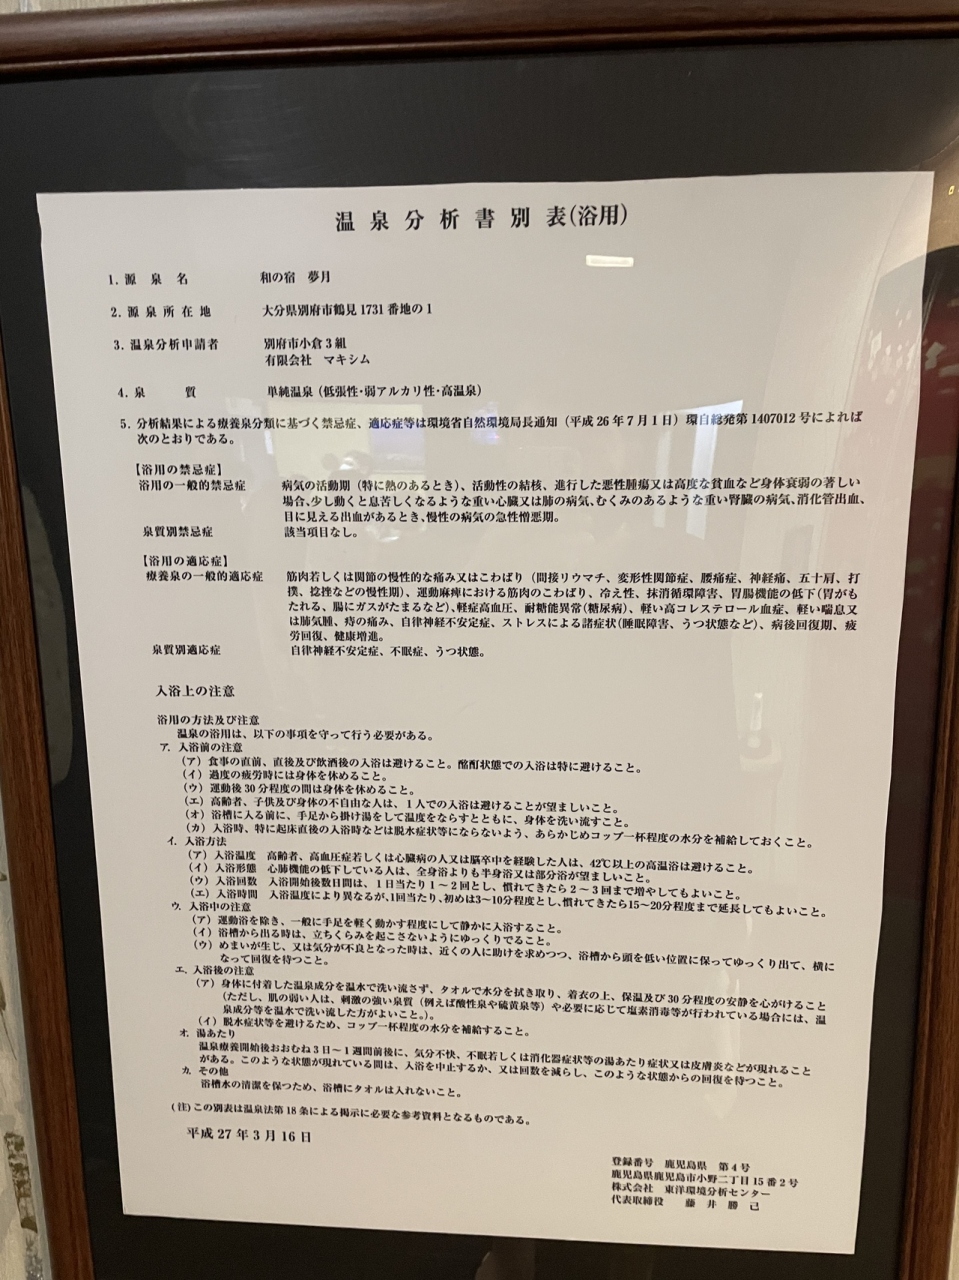 温泉分析書別表(浴用)
1. 源泉名 和の宿 夢月
2. 源泉所在地 大分県別府市鶴見1731番地の1
3. 温泉分析申請者 別府市小倉3組
有限会社 マキシム
4. 泉質 単純温泉(低張性・弱アルカリ性・高温泉)
5. 分析結果による療養泉分類に基づく禁忌症、適応症等は環境省自然環境局長通知(平成26年7月1日)環自総発第1407012号によれば
次のとおりである。
【浴用の禁忌症】
浴用の一般的禁忌症 病気の活動期(特に熱のあるとき)、活動性の結核、進行した悪性腫瘍又は高度な貧血など身体衰弱の著しい
場合、少し動くと息苦しくなるような重い心臓又は肺の病気、むくみのあるような重い腎臓の病気、消化管出血、
目に見える出血があるとき、慢性の病気の急性憎悪期。
泉質別禁忌症 該当項目なし。
【浴用の適応症】
療養泉の一般的適応症 筋肉若しくは関節の慢性的な痛み又はこわばり(間接リウマチ、変形性関節症、腰痛症、神経痛、五十肩、打
撲、捻挫などの慢性期)、運動麻痺における筋肉のこわばり、冷え性、抹消循環障害、胃腸機能の低下(胃がも
たれる、腸にガスがたまるなど)、軽症高血圧、耐糖能異常(糖尿病)、軽い高コレステロール血症、軽い喘息又
は肺気腫、痔の痛み、自律神経不安定症、ストレスによる諸症状(睡眠障害、うつ状態など)、病後回復期、疲
労回復、健康増進。
泉質別適応症 自律神経不安定症、不眠症、うつ状態。
入浴上の注意
浴用の方法及び注意
温泉の浴用は、以下の事項を守って行う必要がある。
ア. 入浴前の注意
(ア) 食事の直前、直後及び飲酒後の入浴は避けること。酩酊状態での入浴は特に避けること。
(イ) 過度の疲労時には身体を休めること。
(ウ) 運動後30分程度の間は身体を休めること。
(エ) 高齢者、子供及び身体の不自由な人は、1人での入浴は避けることが望ましいこと。
(オ) 浴槽に入る前に、手足から掛け湯をして温度をならすとともに、身体を洗い流すこと。
(カ) 入浴時、特に起床直後の入浴時などは脱水症状等にならないよう、あらかじめコップ一杯程度の水分を補給しておくこと。
イ. 入浴方法
(ア) 入浴温度 高齢者、高血圧症若しくは心臓病の人又は脳卒中を経験した人は、42℃以上の高温浴は避けること。
(イ) 入浴形態 心肺機能の低下している人は、全身浴よりも半身浴又は部分浴が望ましいこと。
(ウ) 入浴回数 入浴開始後数日間は、1日当たり1~2回とし、慣れてきたら2~3回まで増やしてもよいこと。
(エ) 入浴時間 入浴温度により異なるが、1回当たり、初めは3~10分程度とし、慣れてきたら15~20分程度まで延長してもよいこと。
ウ. 入浴中の注意
(ア) 運動浴を除き、一般に手足を軽く動かす程度にして静かに入浴すること。
(イ) 浴槽から出る時は、立ちくらみを起こさないようにゆっくりでること。
(ウ) めまいが生じ、又は気分が不良となった時は、近くの人に助けを求めつつ、浴槽から頭を低い位置に保ってゆっくり出て、横に
なって回復を待つこと。
エ. 入浴後の注意
(ア) 身体に付着した温泉成分を温水で洗い流さず、タオルで水分を拭き取り、着衣の上、保温及び30分程度の安静を心がけること
(ただし、肌の弱い人は、刺激の強い泉質(例えば酸性泉や硫黄泉等)や必要に応じて塩素消毒等が行われている場合には、温
泉成分等を温水で洗い流した方がよいこと。)。
(イ) 脱水症状等を避けるため、コップ一杯程度の水分を補給すること。
オ. 湯あたり
温泉療養開始後おおむね3日~1週間前後に、気分不快、不眠若しくは消化器症状等の湯あたり症状又は皮膚炎などが現れること
がある。このような状態が現れている間は、入浴を中止するか、又は回数を減らし、このような状態からの回復を待つこと。
カ. その他
浴槽水の清潔を保つため、浴槽にタオルは入れないこと。
(注)この別表は温泉法第18条による掲示に必要な参考資料となるものである。
平成27年3月16日
登録番号 鹿児島県 第4号
鹿児島県鹿児島市小野二丁目15番2号
株式会社 東洋環境分析センター
代表取締役 藤井勝己